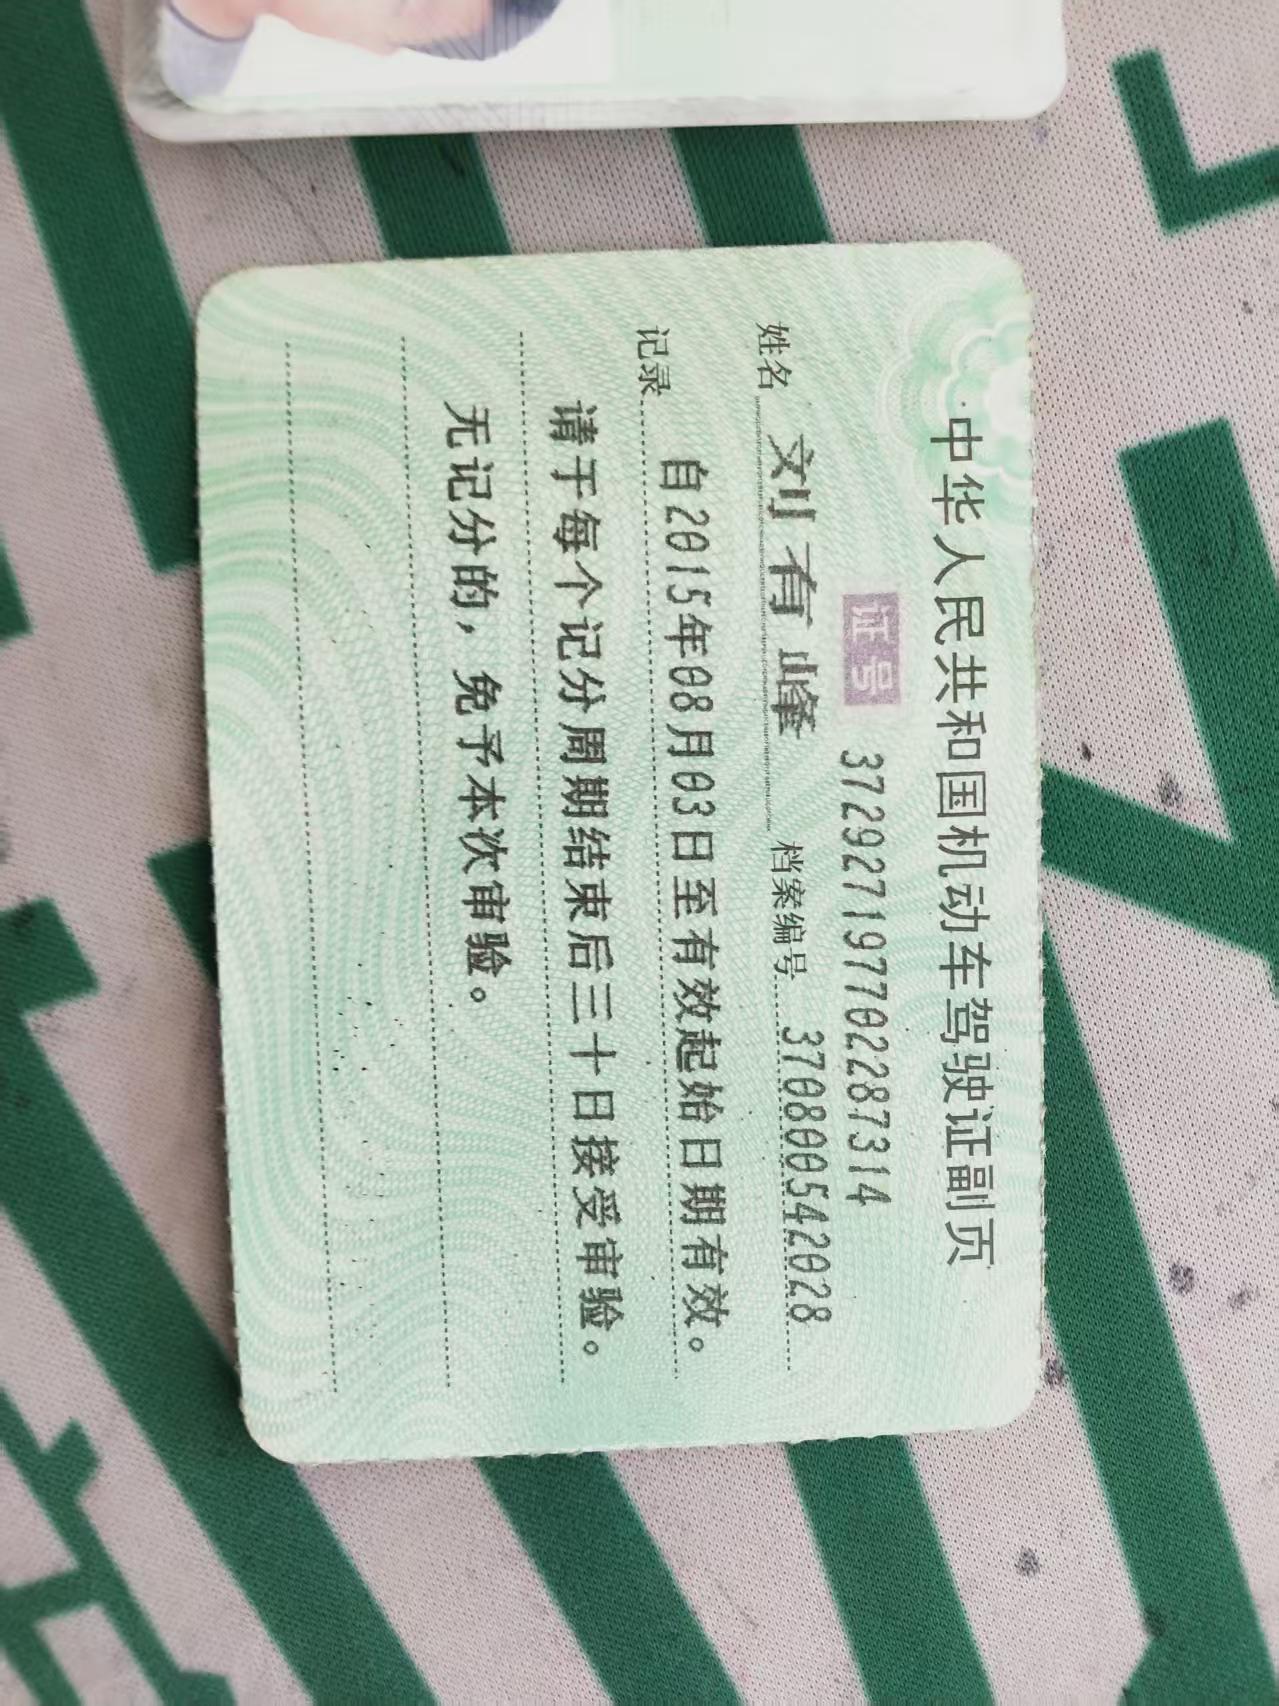 中华人民共和国机动车驾驶证副页
证号 372927197702287314
姓名 刘有峰 档案编号 370800542028
记录 自2015年08月03日至有效起始日期有效。
请于每个记分周期结束后三十日接受审验。
无记分的，免予本次审验。